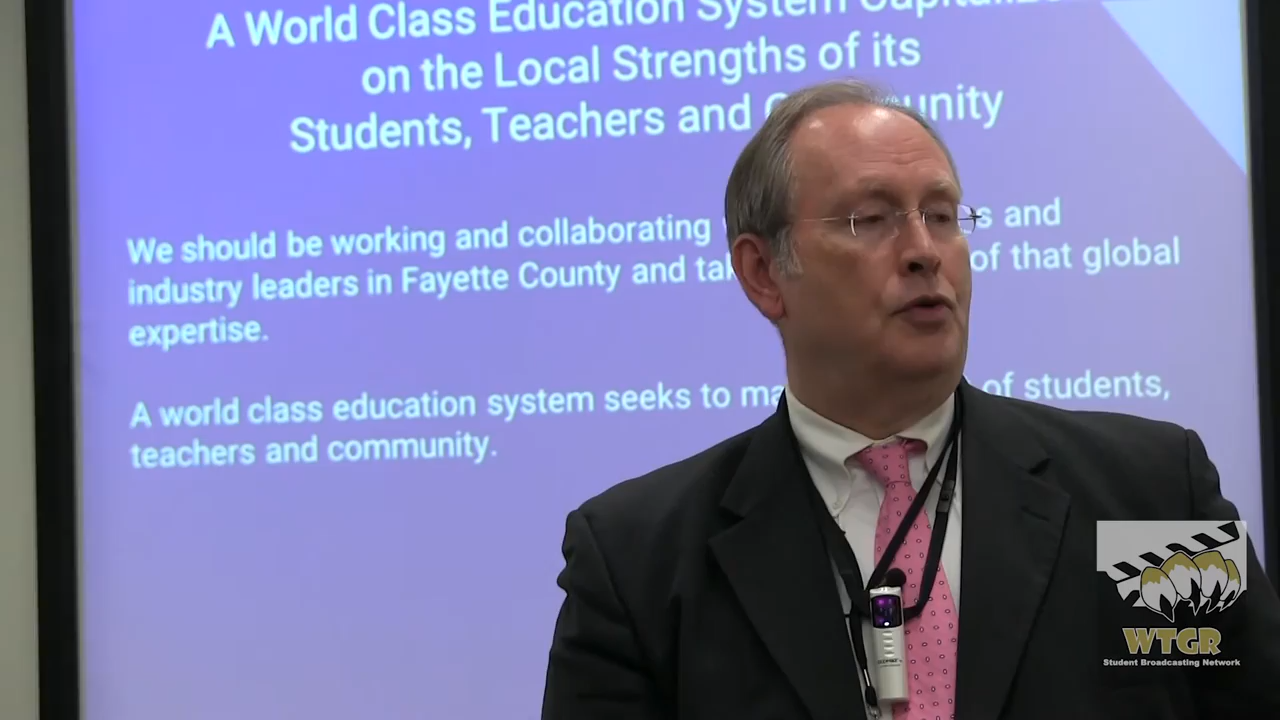 A World Class Education System
on the Local Strengths of its
Students, Teachers and
We should be working and collaborating and
industry leaders in Fayette County and of that global
expertise.
A world class education system seeks to of students,
teachers and community.
WTGR
Student Broadcasting Network